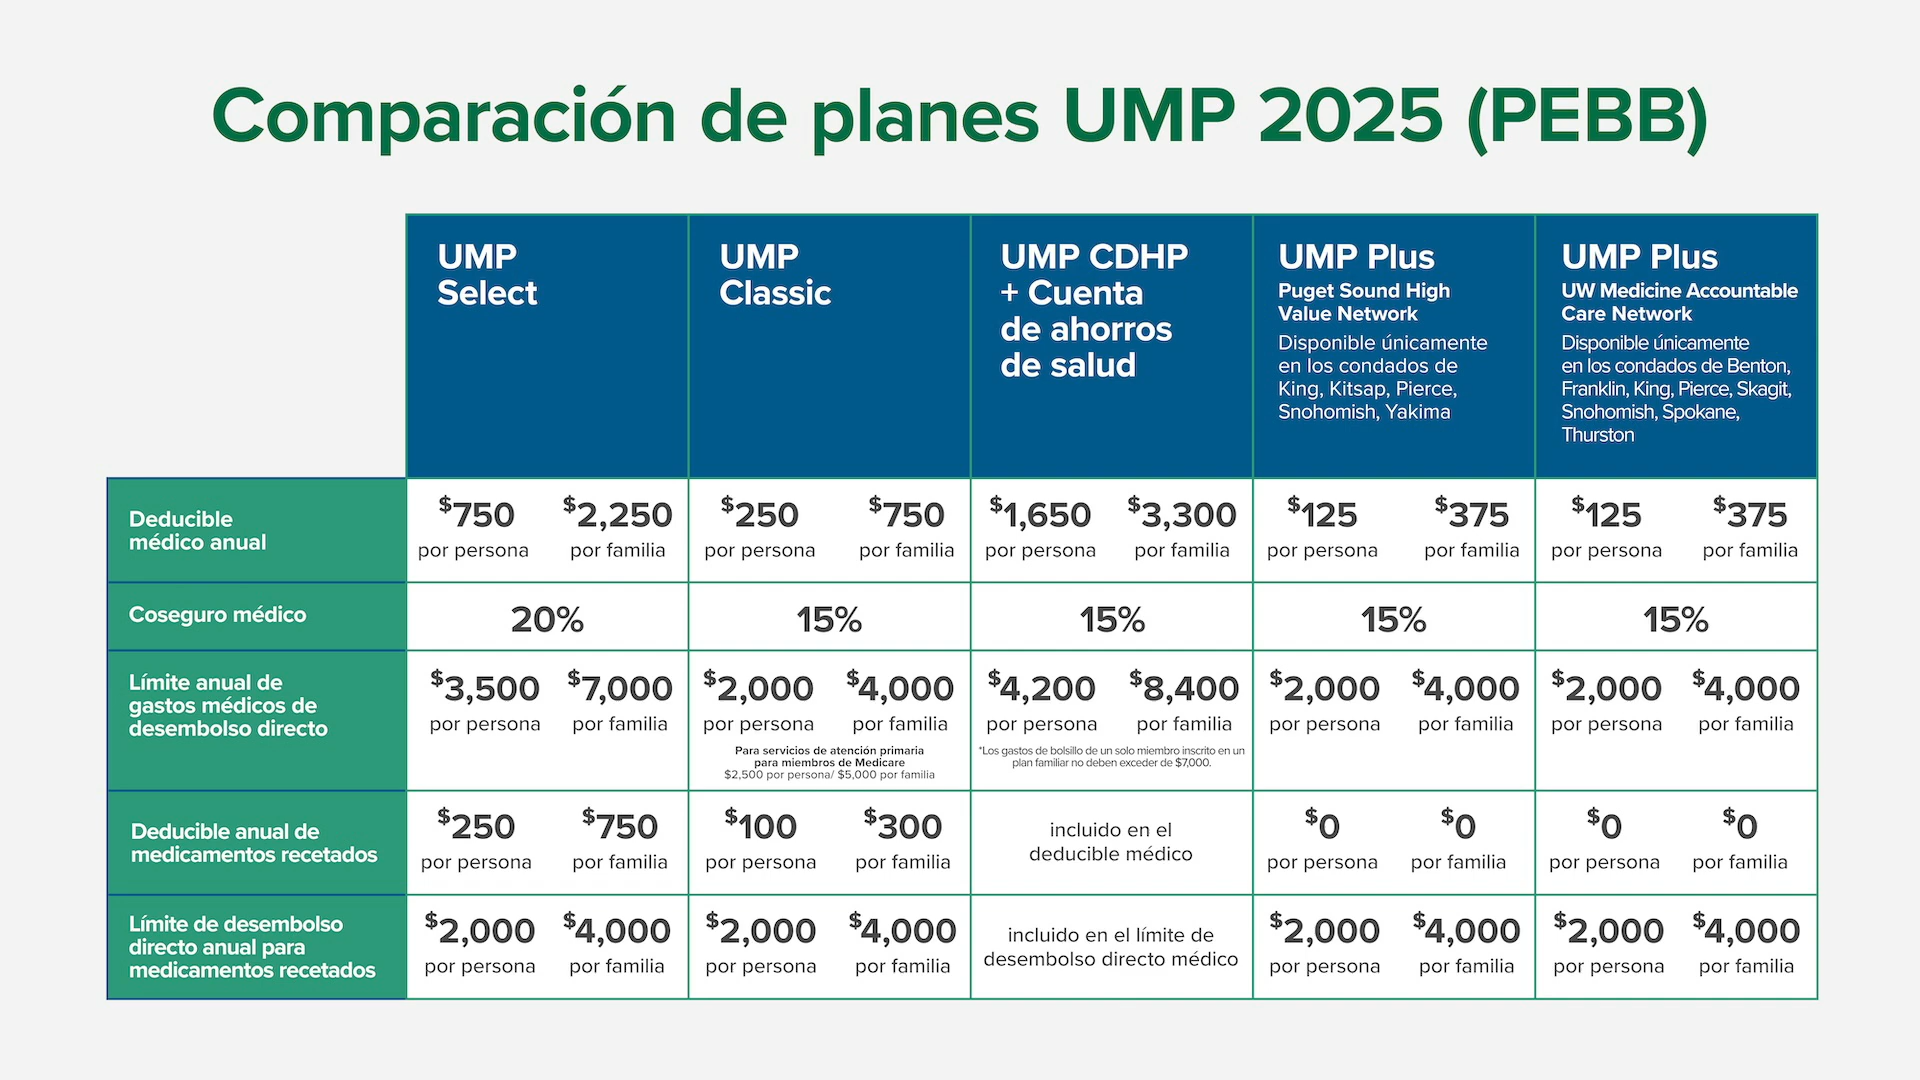 Comparación de planes UMP 2025 (PEBB)
UMP
Select
UMP
Classic
UMP CDHP
+ Cuenta
de ahorros
de salud
UMP Plus
Puget Sound High
Value Network
Disponible únicamente
en los condados de
King, Kitsap, Pierce,
Snohomish, Yakima
UMP Plus
UW Medicine Accountable
Care Network
Disponible únicamente
en los condados de Benton,
Franklin, King, Pierce, Skagit,
Snohomish, Spokane,
Thurston
Deducible
médico anual
$750 $2,250 $250 $750 $1,650 $3,300 $125 $375 $125 $375
por persona por familia por persona por familia por persona por familia por persona por familia por persona por familia
Coseguro médico
20% 15% 15% 15% 15%
Límite anual de
gastos médicos de
desembolso directo
$3,500 $7,000 $2,000 $4,000 $4,200 $8,400 $2,000 $4,000 $2,000 $4,000
por persona por familia por persona por familia por persona por familia por persona por familia por persona por familia
Para servicios de atención primaria
para miembros de Medicare
$2,500 por persona/ $5,000 por familia
*Los gastos de bolsillo de un solo miembro inscrito en un
plan familiar no deben exceder de $7,000.
Deducible anual de
medicamentos recetados
$250 $750 $100 $300
por persona por familia por persona por familia
incluido en el
deducible médico
$0 $0 $0 $0
por persona por familia por persona por familia
Límite de desembolso
directo anual para
medicamentos recetados
$2,000 $4,000 $2,000 $4,000
por persona por familia por persona por familia
incluido en el límite de
desembolso directo médico
$2,000 $4,000 $2,000 $4,000
por persona por familia por persona por familia